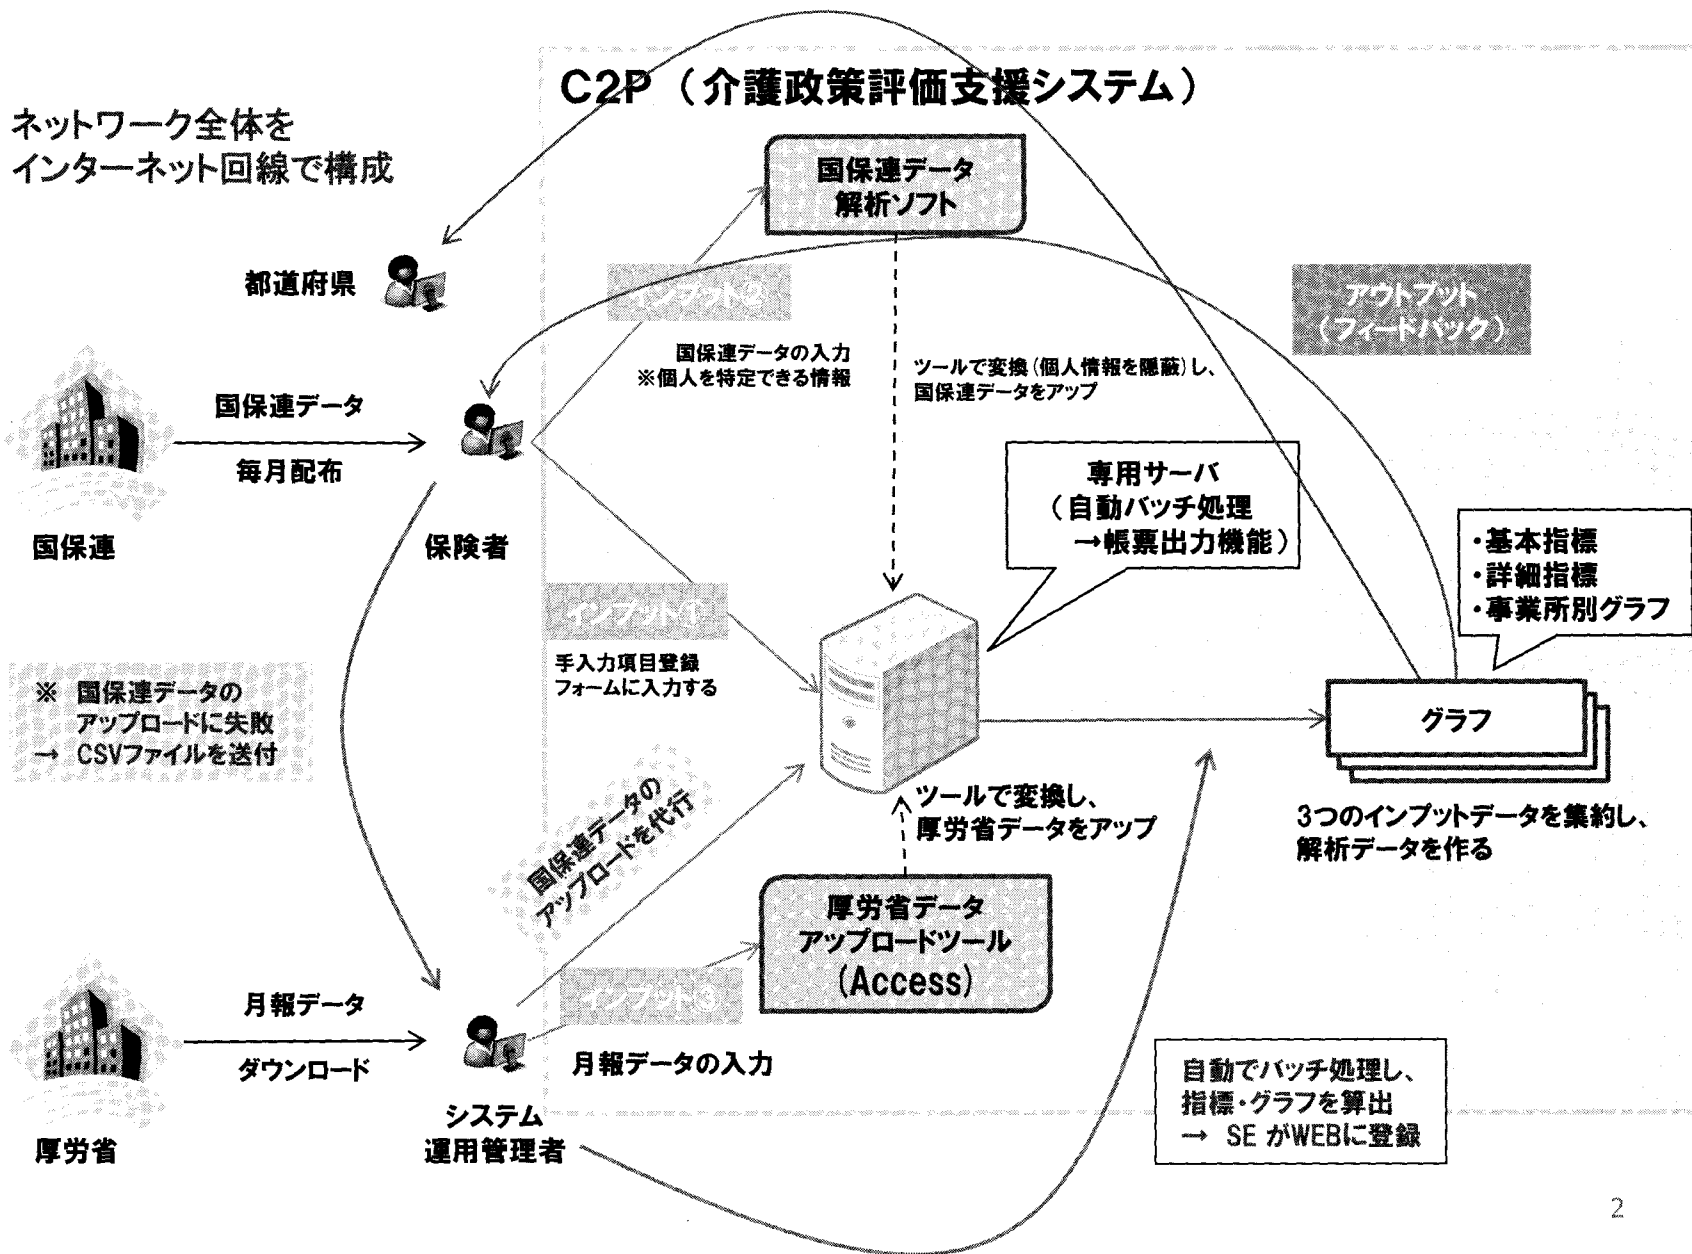 C2P（介護政策評価支援システム）
ネットワーク全体を
インターネット回線で構成
国保連データ
解析ソフト
都道府県
インプット2
アウトプット
（フィードバック）
国保連データの入力
※個人を特定できる情報
ツールで変換（個人情報を隠蔽）し、
国保連データをアップ
国保連データ
毎月配布
国保連
保険者
専用サーバ
（自動バッチ処理
→帳票出力機能）
・基本指標
・詳細指標
・事業所別グラフ
インプット1
手入力項目登録
フォームに入力する
※ 国保連データの
アップロードに失敗
→ CSVファイルを送付
グラフ
3つのインプットデータを集約し、
解析データを作る
国保連データの
アップロードを代行
ツールで変換し、
厚労省データをアップ
厚労省データ
アップロードツール
(Access)
インプット3
月報データの入力
月報データ
ダウンロード
厚労省
システム
運用管理者
自動でバッチ処理し、
指標・グラフを算出
→ SEがWEBに登録
2